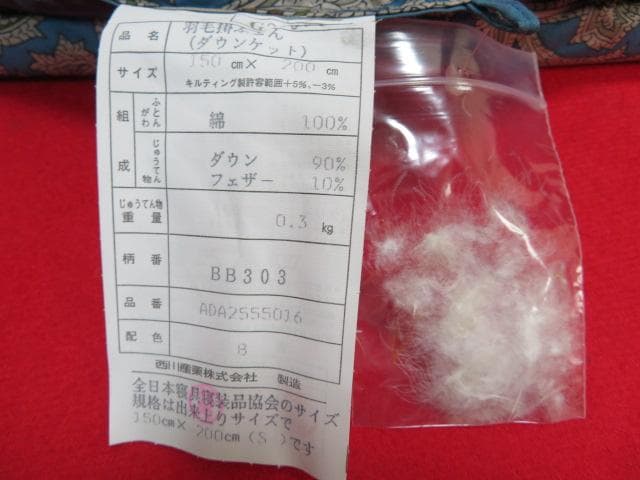 品名 羽毛掛ふとん
(ダウンケット)
サイズ 150 cm× 200 cm
キルティング製許容範囲+5%、-3%
組成 ふとんがわ 綿 100%
じゅうてん物 ダウン 90%
フェザー 10%
じゅうてん物
重量 0.3 kg
柄番 BB303
品番 ADA2555016
配色 B
西川産業株式会社 製造
全日本寝具寝装品協会のサイズ
規格は出来上りサイズで
150cm× 200cm(S )です